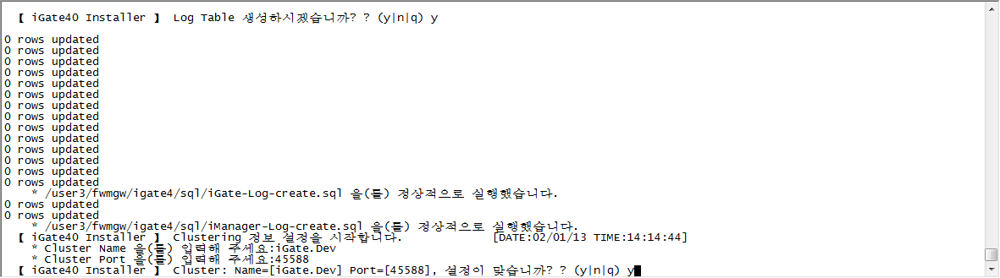 【 iGate40 Installer 】 Log Table 생성하시겠습니까? ? (y|n|q) y
0 rows updated
0 rows updated
0 rows updated
0 rows updated
0 rows updated
0 rows updated
0 rows updated
0 rows updated
0 rows updated
0 rows updated
0 rows updated
0 rows updated
0 rows updated
0 rows updated
* /user3/fwmgw/igate4/sql/iGate-Log-create.sql 을(를) 정상적으로 실행했습니다.
0 rows updated
0 rows updated
* /user3/fwmgw/igate4/sql/iManager-Log-create.sql 을(를) 정상적으로 실행했습니다.
【 iGate40 Installer 】 Clustering 정보 설정을 시작합니다. [DATE:02/01/13 TIME:14:14:44]
* Cluster Name 을(를) 입력해 주세요:iGate.Dev
* Cluster Port 을(를) 입력해 주세요:45588
【 iGate40 Installer 】 Cluster: Name=[iGate.Dev] Port=[45588], 설정이 맞습니까? ? (y|n|q) y